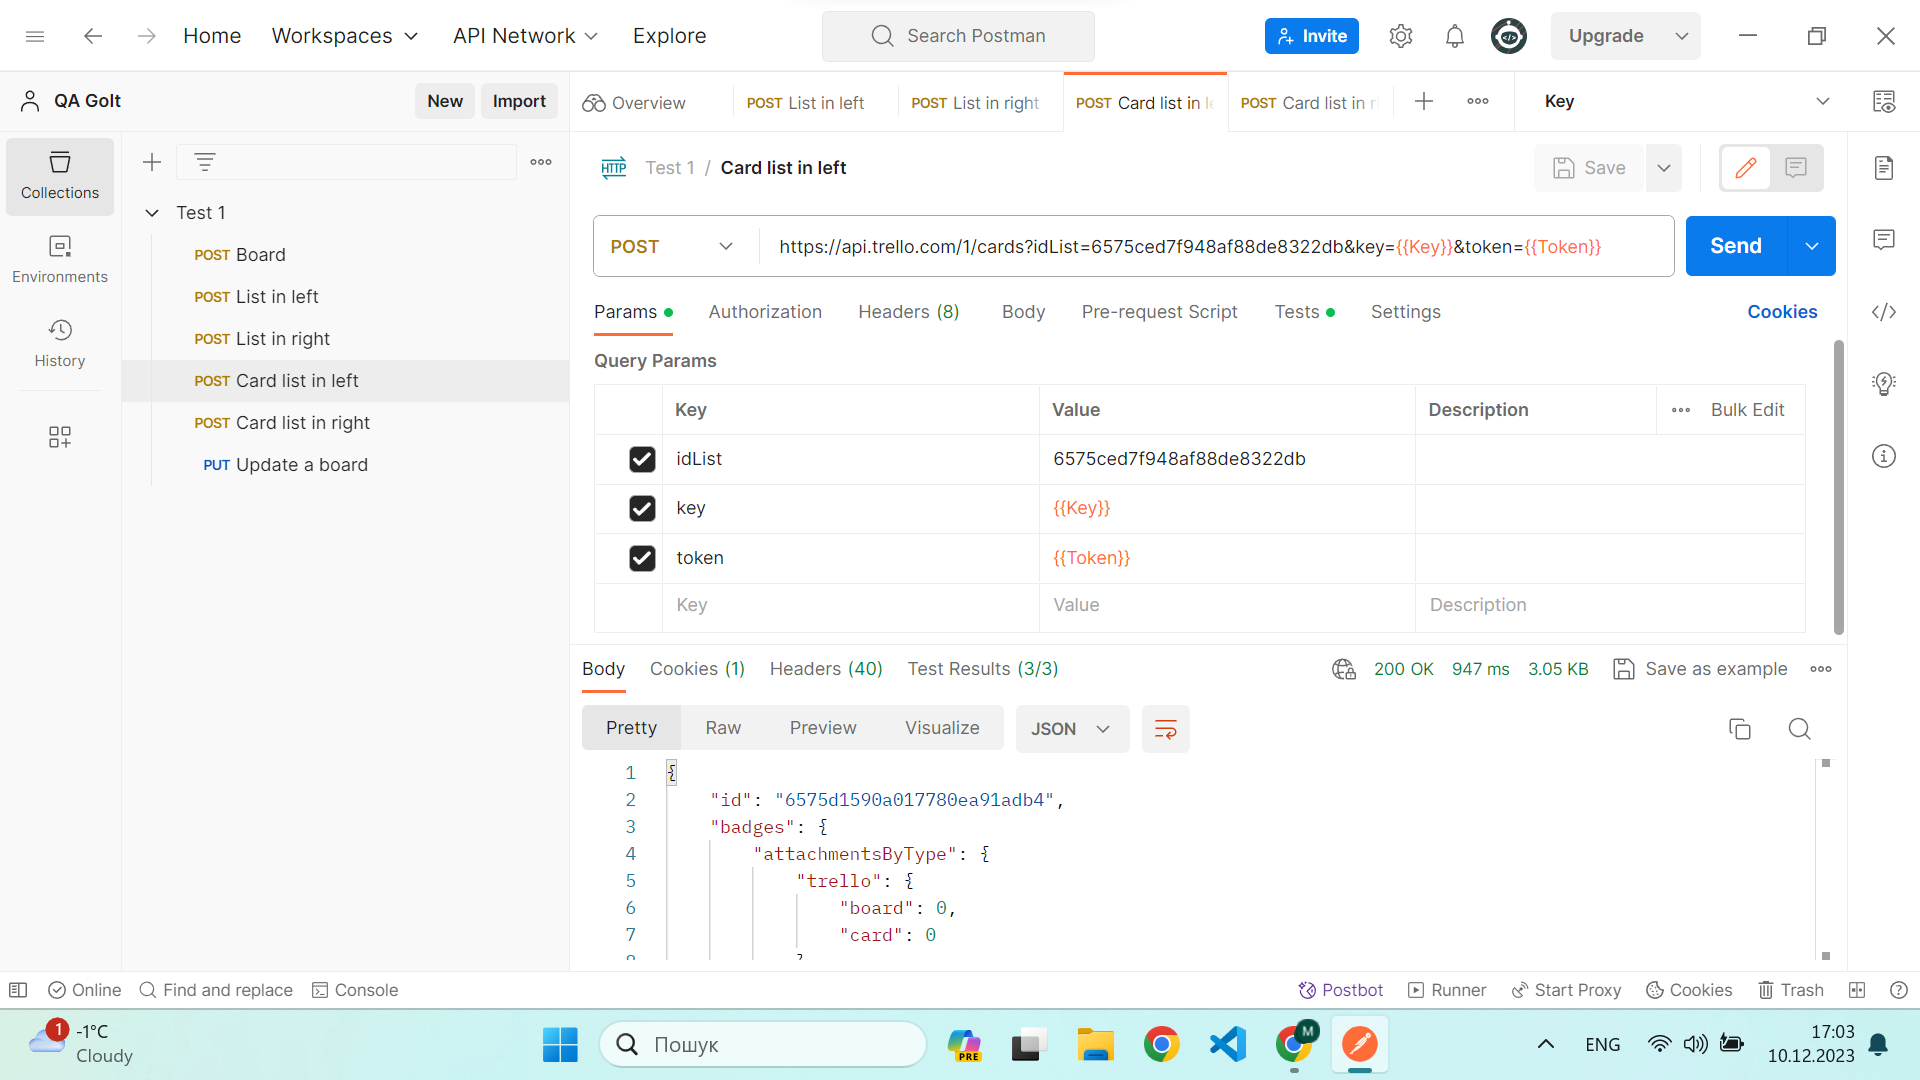 Home Workspaces API Network Explore Search Postman Invite Upgrade
QA GoIt New Import Overview POST List in left POST List in right POST Card list in POST Card list in Key
HTTP Test 1 / Card list in left Save
Collections
Environments
History
Test 1
POST Board
POST List in left
POST List in right
POST Card list in left
POST Card list in right
PUT Update a board
POST https://api.trello.com/1/cards?idList=6575ced7f948af88de8322db&key={{Key}}&token={{Token}} Send
Params Authorization Headers (8) Body Pre-request Script Tests Settings Cookies
Query Params
Key Value Description Bulk Edit
idList 6575ced7f948af88de8322db
key {{Key}}
token {{Token}}
Key Value Description
Body Cookies (1) Headers (40) Test Results (3/3) 200 OK 947 ms 3.05 KB Save as example
Pretty Raw Preview Visualize JSON
1 {
2 "id": "6575d1590a017780ea91adb4",
3 "badges": {
4 "attachmentsByType": {
5 "trello": {
6 "board": 0,
7 "card": 0
Online Find and replace Console Postbot Runner Start Proxy Cookies Trash
1 -1°C
Cloudy
Пошук
PRE
M
ENG
17:03
10.12.2023